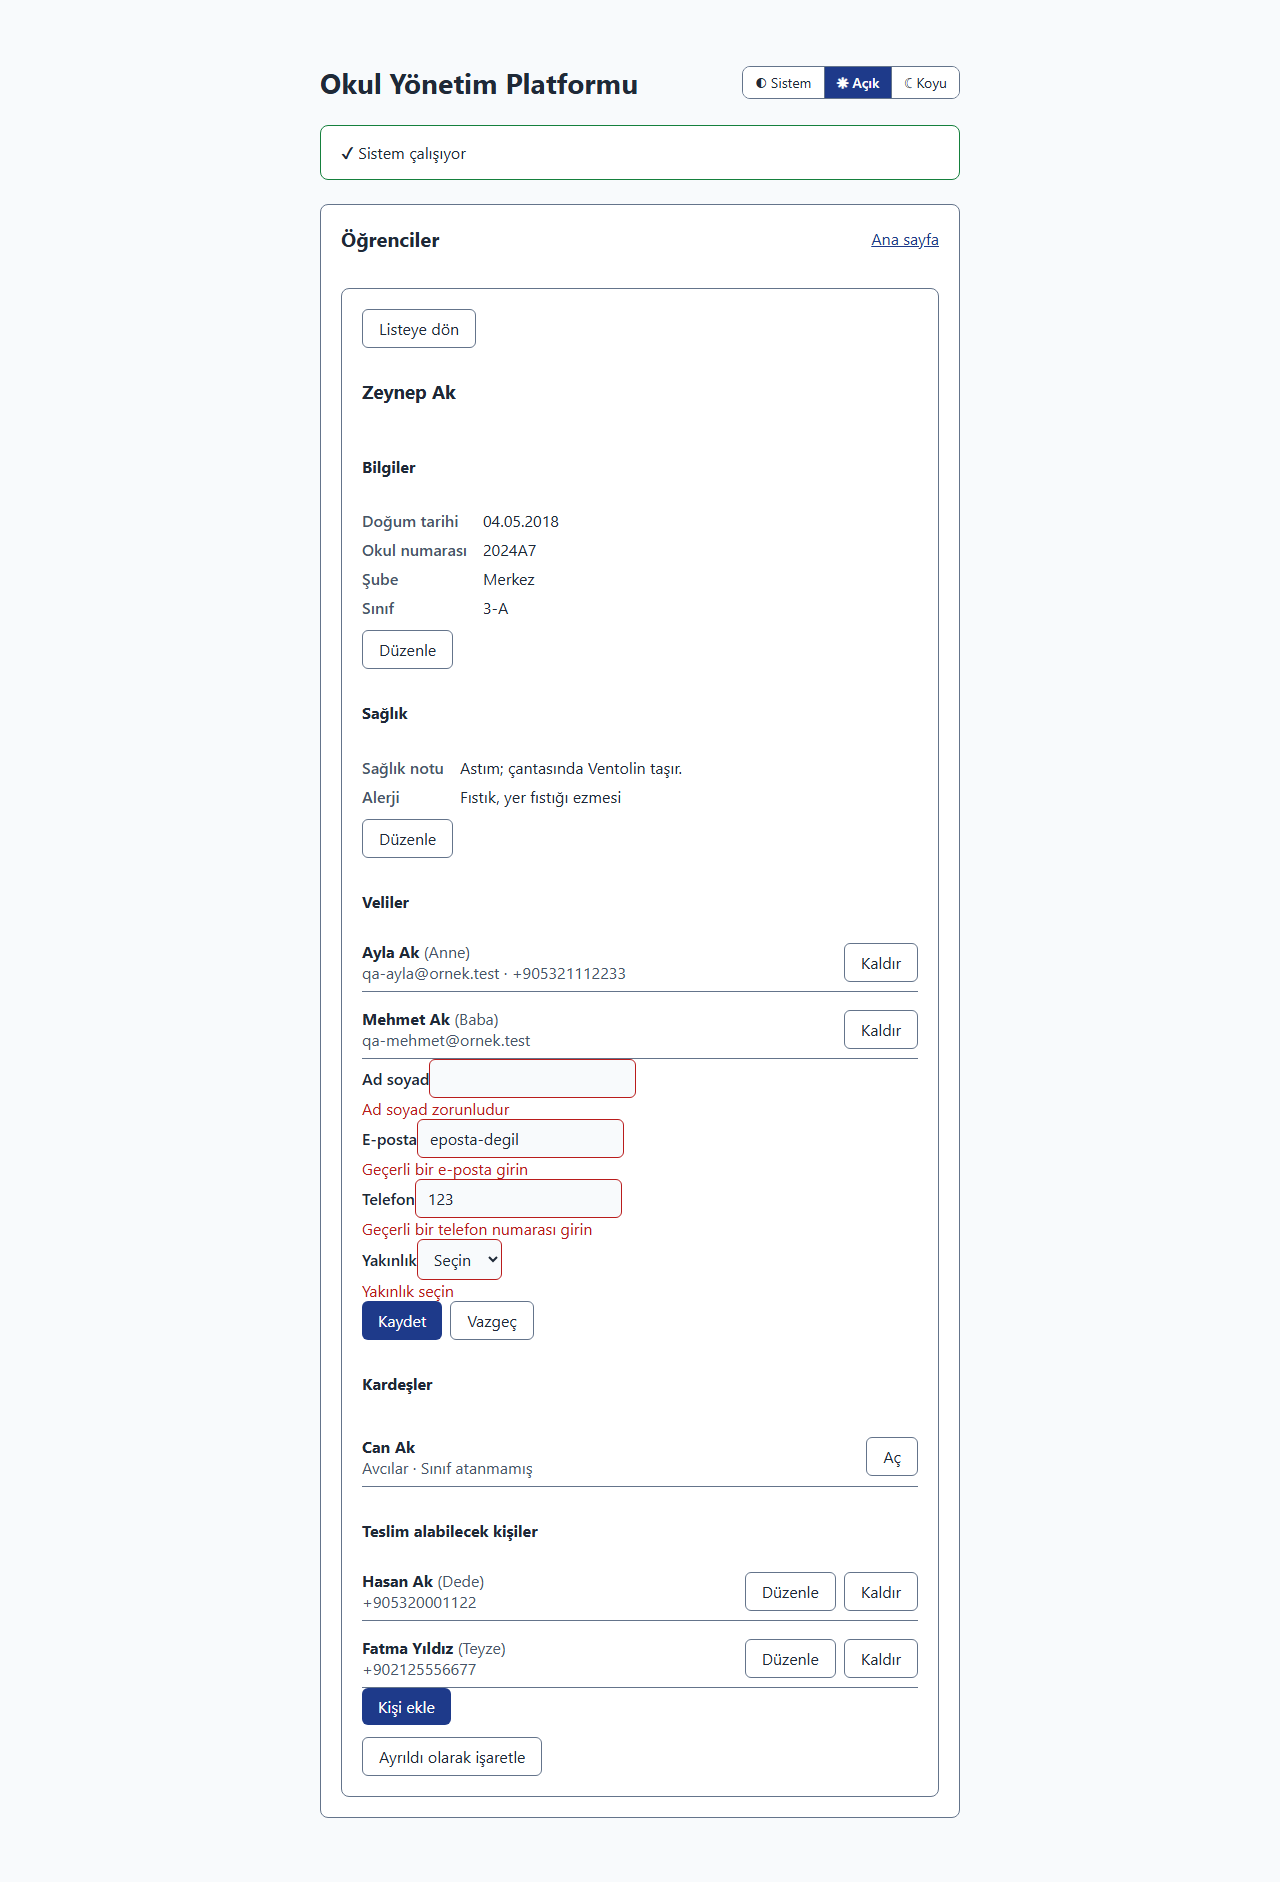 Okul Yönetim Platformu
◐ Sistem
❋ Açık
☾ Koyu
✓ Sistem çalışıyor
Öğrenciler
Ana sayfa
Listeye dön
Zeynep Ak
Bilgiler
Doğum tarihi 04.05.2018
Okul numarası 2024A7
Şube Merkez
Sınıf 3-A
Düzenle
Sağlık
Sağlık notu Astım; çantasında Ventolin taşır.
Alerji Fıstık, yer fıstığı ezmesi
Düzenle
Veliler
Ayla Ak (Anne)
qa-ayla@ornek.test · +905321112233
Kaldır
Mehmet Ak (Baba)
qa-mehmet@ornek.test
Kaldır
Ad soyad
Ad soyad zorunludur
E-posta eposta-degil
Geçerli bir e-posta girin
Telefon 123
Geçerli bir telefon numarası girin
Yakınlık Seçin
Yakınlık seçin
Kaydet
Vazgeç
Kardeşler
Can Ak
Avcılar · Sınıf atanmamış
Aç
Teslim alabilecek kişiler
Hasan Ak (Dede)
+905320001122
Düzenle
Kaldır
Fatma Yıldız (Teyze)
+902125556677
Düzenle
Kaldır
Kişi ekle
Ayrıldı olarak işaretle